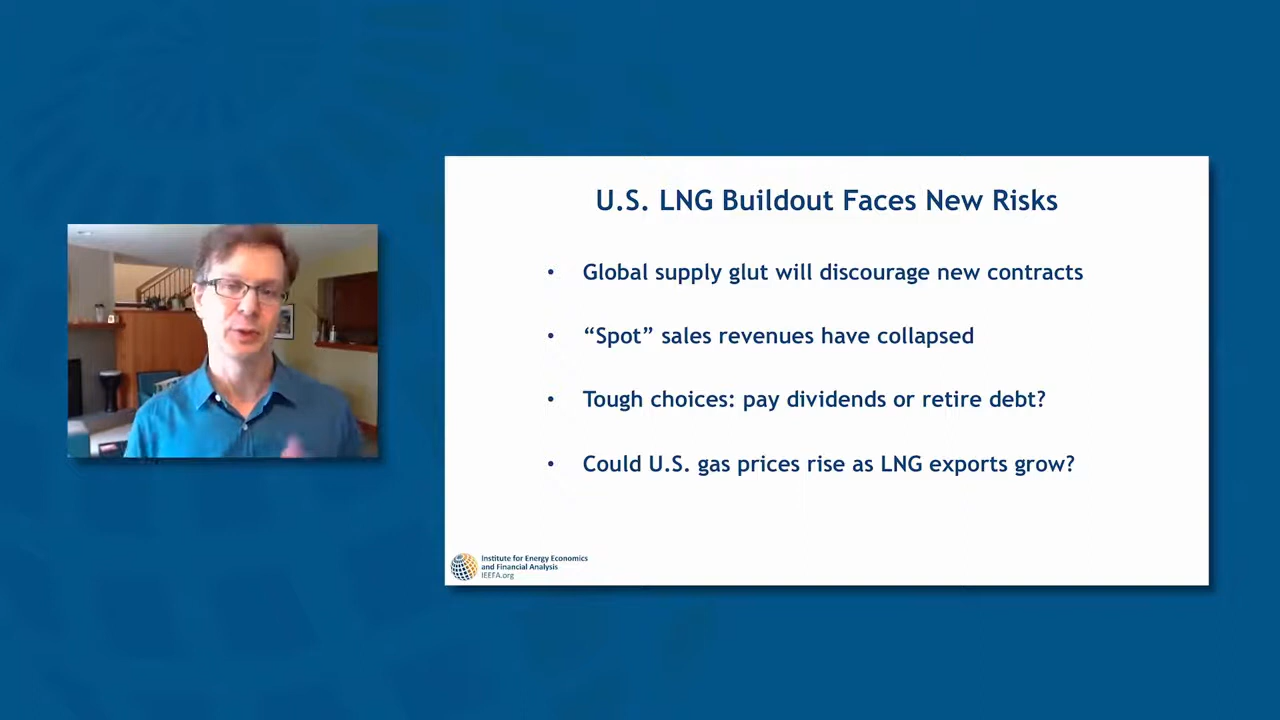 U.S. LNG Buildout Faces New Risks
• Global supply glut will discourage new contracts
• “Spot” sales revenues have collapsed
• Tough choices: pay dividends or retire debt?
• Could U.S. gas prices rise as LNG exports grow?
Institute for Energy Economics
and Financial Analysis
IEEFA.org